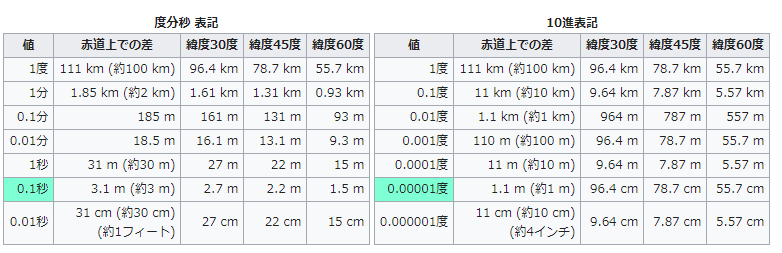 度分秒 表記
値 赤道上での差 緯度30度 緯度45度 緯度60度
1度 111 km (約100 km) 96.4 km 78.7 km 55.7 km
1分 1.85 km (約2 km) 1.61 km 1.31 km 0.93 km
0.1分 185 m 161 m 131 m 93 m
0.01分 18.5 m 16.1 m 13.1 m 9.3 m
1秒 31 m (約30 m) 27 m 22 m 15 m
0.1秒 3.1 m (約3 m) 2.7 m 2.2 m 1.5 m
0.01秒 31 cm (約30 cm) 27 cm 22 cm 15 cm
(約1フィート)
10進表記
値 赤道上での差 緯度30度 緯度45度 緯度60度
1度 111 km (約100 km) 96.4 km 78.7 km 55.7 km
0.1度 11 km (約10 km) 9.64 km 7.87 km 5.57 km
0.01度 1.1 km (約1 km) 964 m 787 m 557 m
0.001度 110 m (約100 m) 96.4 m 78.7 m 55.7 m
0.0001度 11 m (約10 m) 9.64 m 7.87 m 5.57 m
0.00001度 1.1 m (約1 m) 96.4 cm 78.7 cm 55.7 cm
0.000001度 11 cm (約10 cm) 9.64 cm 7.87 cm 5.57 cm
(約4インチ)